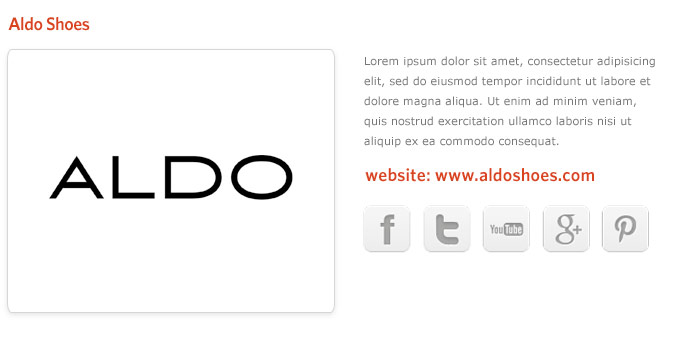 Aldo Shoes
ALDO
Lorem ipsum dolor sit amet, consectetur adipisicing
elit, sed do eiusmod tempor incididunt ut labore et
dolore magna aliqua. Ut enim ad minim veniam,
quis nostrud exercitation ullamco laboris nisi ut
aliquip ex ea commodo consequat.
website: www.aldoshoes.com
f t YouTube g+ p